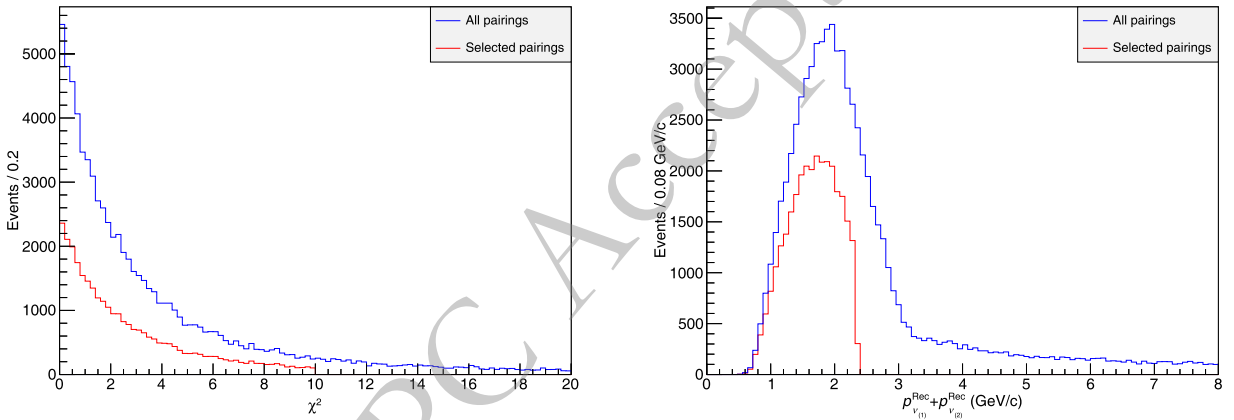 All pairings
Selected pairings
Events / 0.2
5000
4000
3000
2000
1000
0
0 2 4 6 8 10 12 14 16 18 20
χ²
All pairings
Selected pairings
Events / 0.08 GeV/c
3500
3000
2500
2000
1500
1000
500
0
0 1 2 3 4 5 6 7 8
p^Rec_ν(1)+p^Rec_ν(2) (GeV/c)
PC Accep